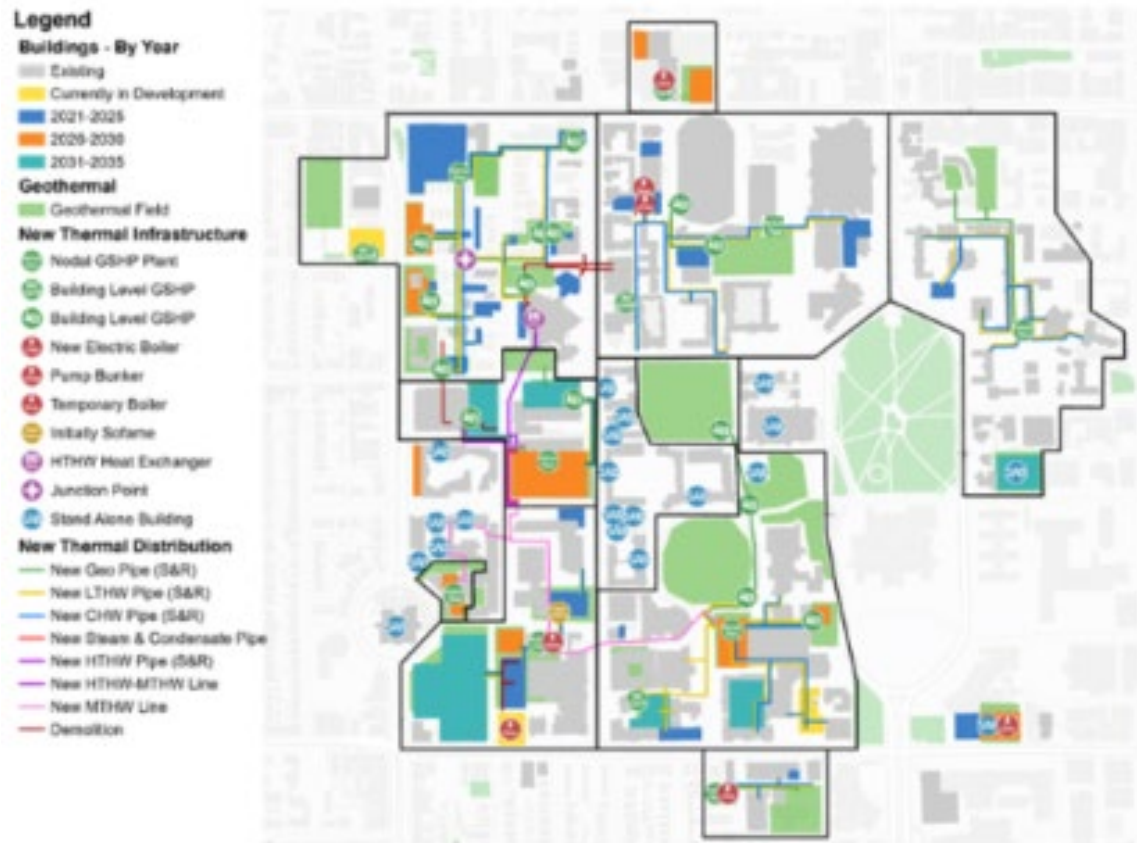 Legend
Buildings - By Year
Existing
Currently in Development
2021-2025
2026-2030
2031-2035
Geothermal
Geothermal Field
New Thermal Infrastructure
Nodal GSHP Plant
Building Level GSHP
Building Level GSHP
New Electric Boiler
Pump Bunker
Temporary Boiler
Initially Sofame
HTHW Heat Exchanger
Junction Point
Stand Alone Building
New Thermal Distribution
New Geo Pipe (S&R)
New LTHW Pipe (S&R)
New CHW Pipe (S&R)
New Steam & Condensate Pipe
New HTHW Pipe (S&R)
New HTHW-MTHW Line
New MTHW Line
Demolition